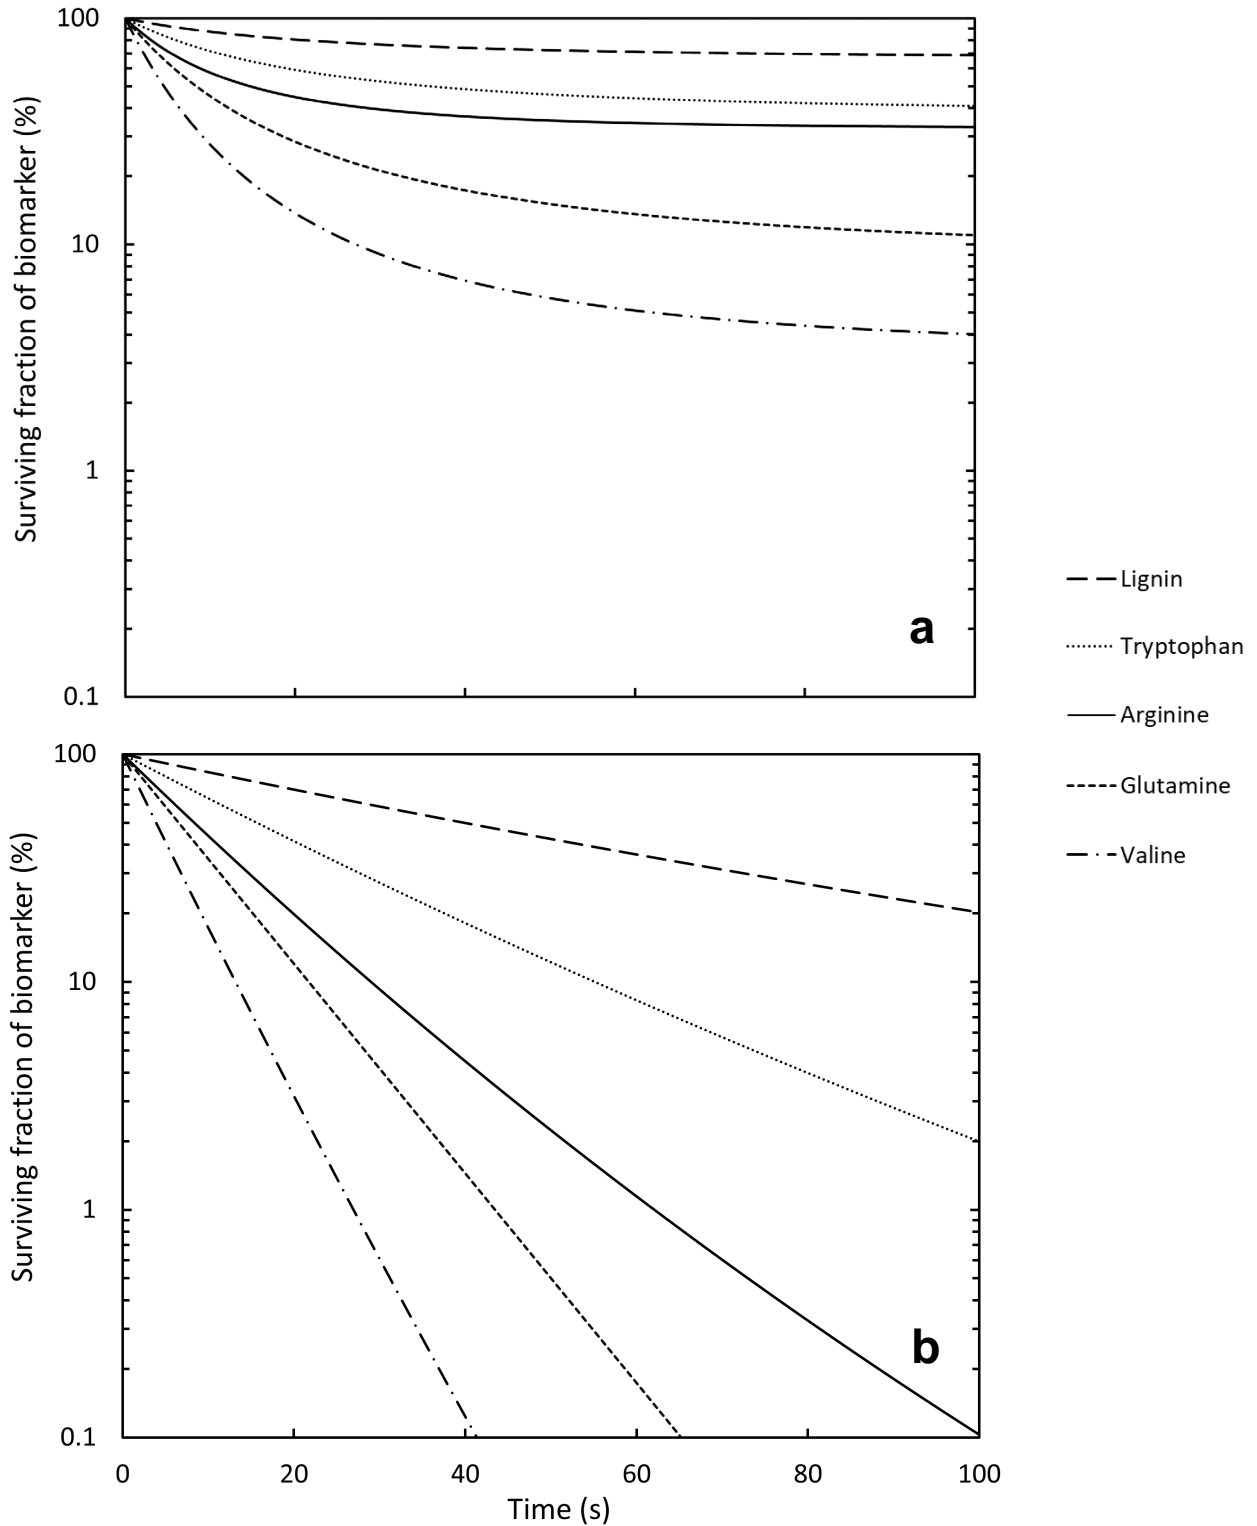 100
10
1
0.1
Surviving fraction of biomarker (%)
a
Lignin
Tryptophan
Arginine
Glutamine
Valine
100
10
1
0.1
Surviving fraction of biomarker (%)
b
0 20 40 60 80 100
Time (s)